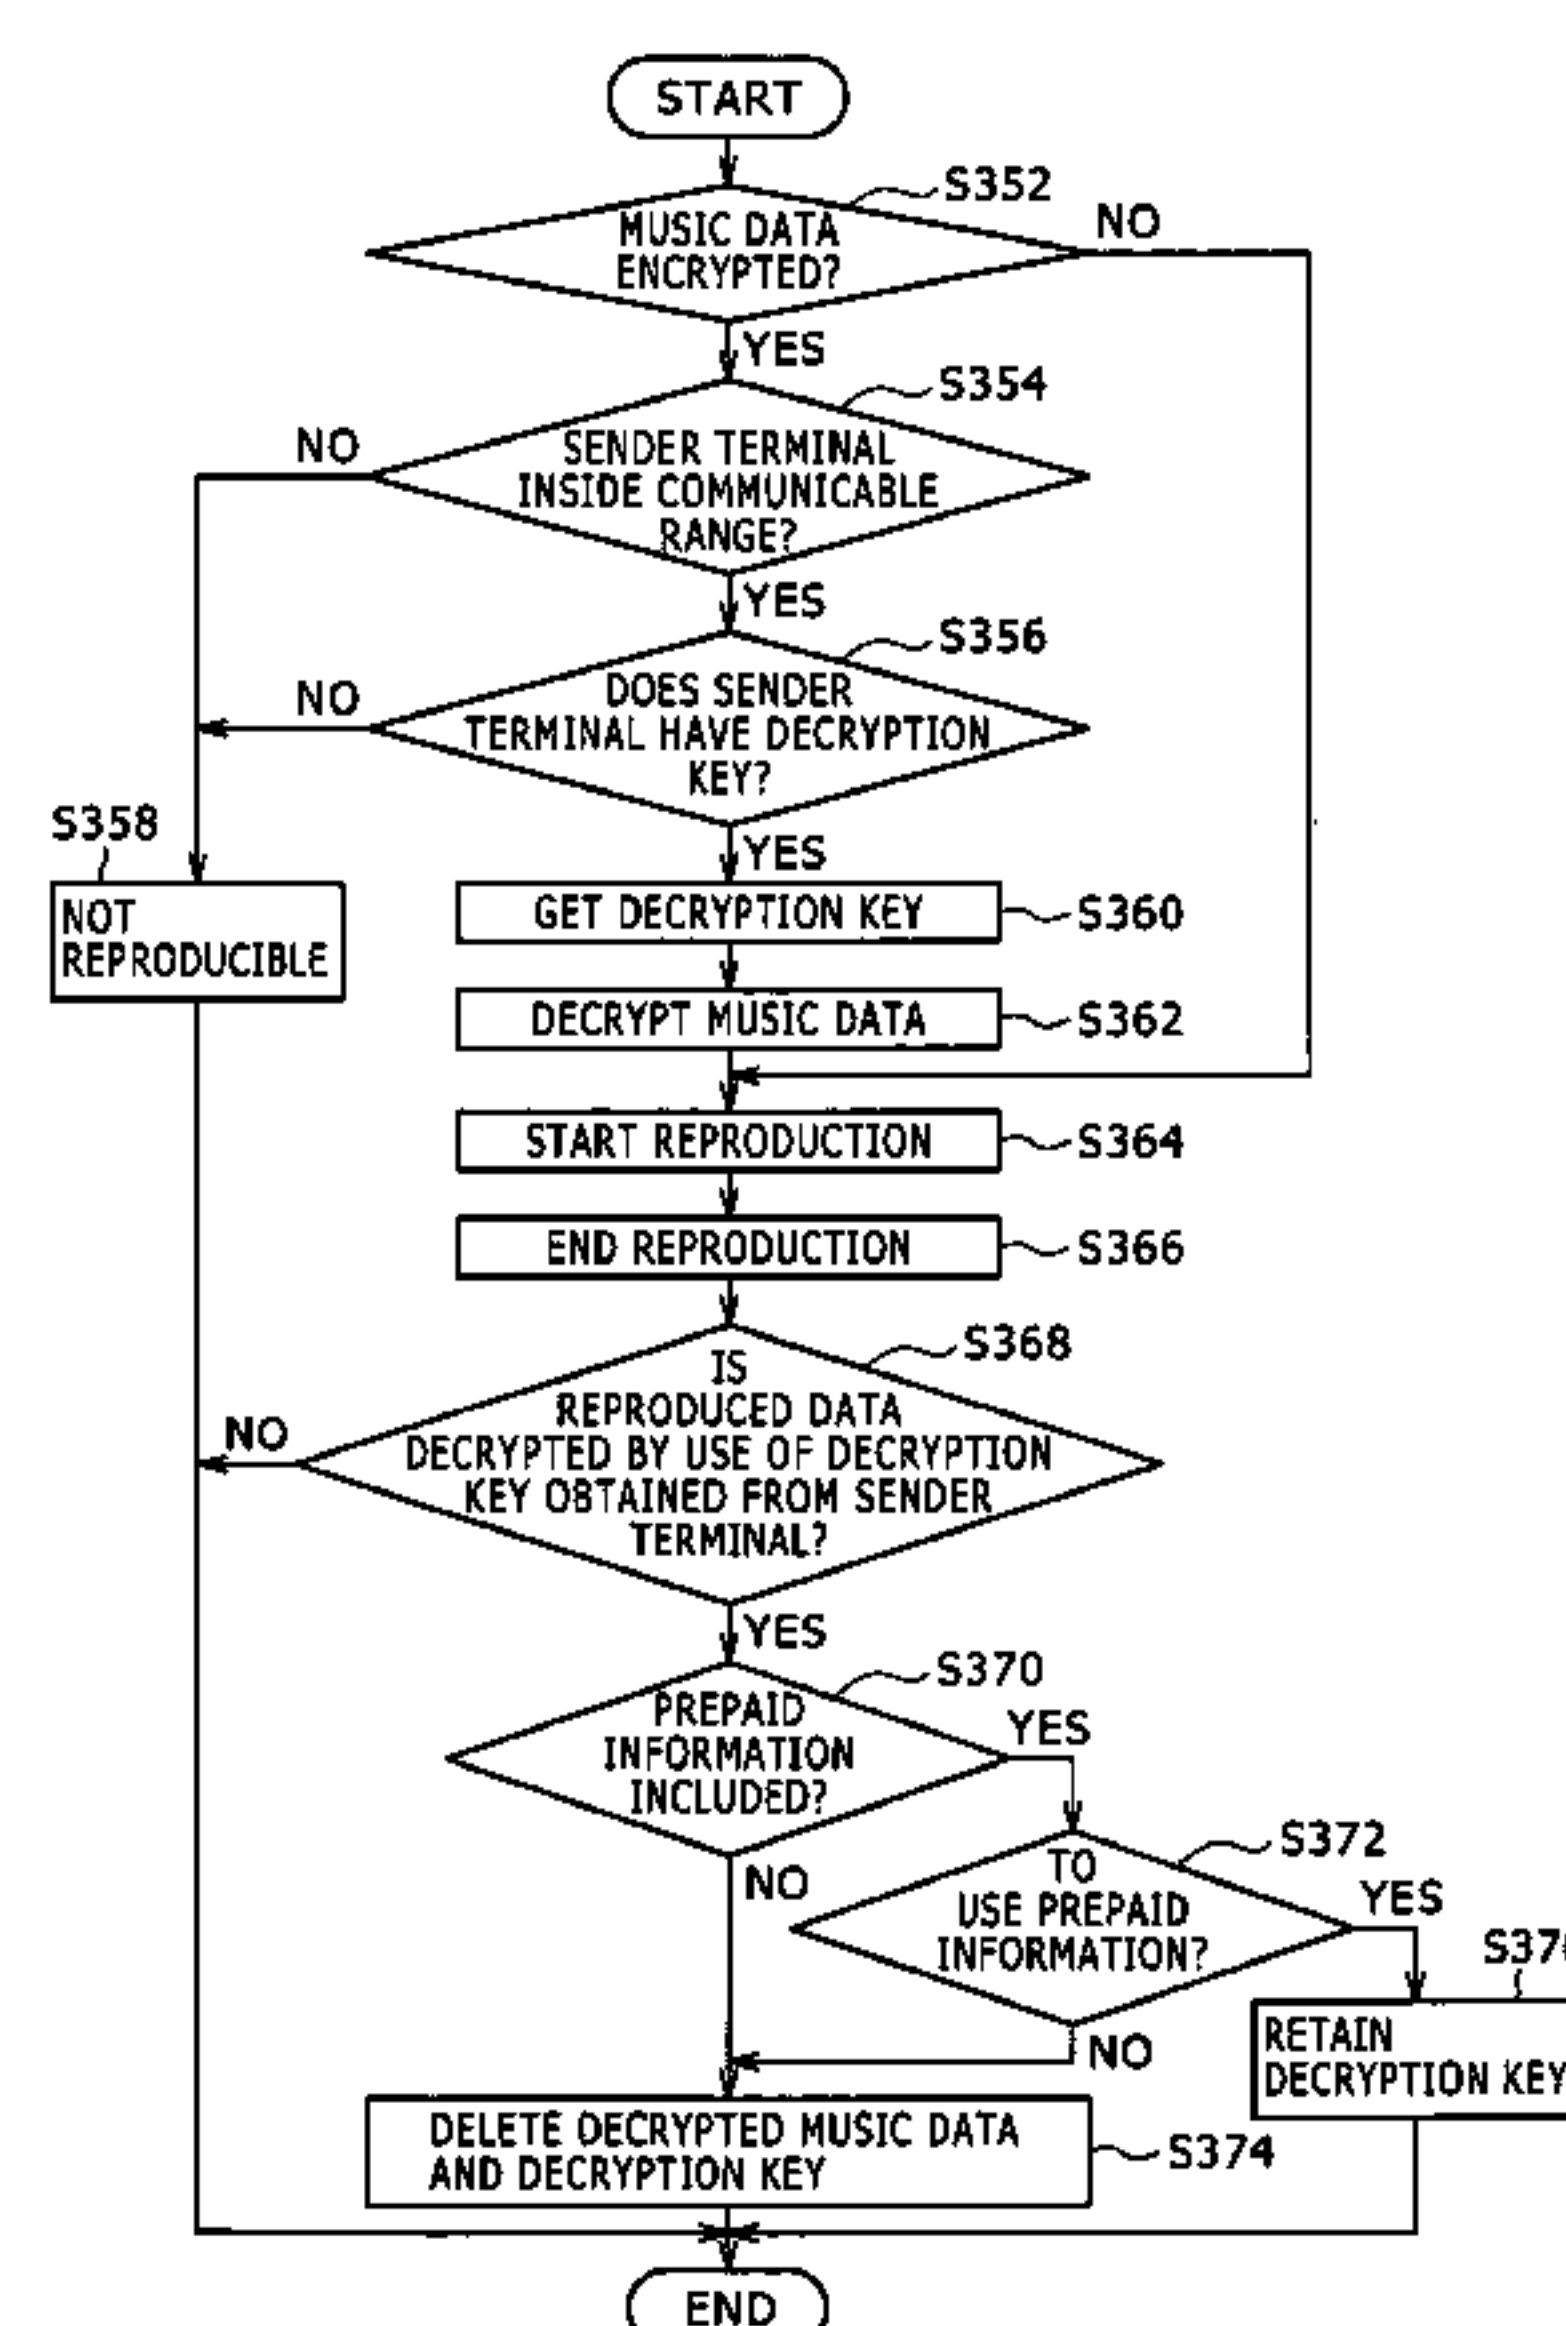 START
S352
MUSIC DATA
ENCRYPTED?
NO
YES
S354
NO
SENDER TERMINAL
INSIDE COMMUNICABLE
RANGE?
YES
S356
NO
DOES SENDER
TERMINAL HAVE DECRYPTION
KEY?
YES
S358
NOT
REPRODUCIBLE
GET DECRYPTION KEY
S360
DECRYPT MUSIC DATA
S362
START REPRODUCTION
S364
END REPRODUCTION
S366
S368
NO
IS
REPRODUCED DATA
DECRYPTED BY USE OF DECRYPTION
KEY OBTAINED FROM SENDER
TERMINAL?
YES
S370
PREPAID
INFORMATION
INCLUDED?
YES
NO
S372
TO
USE PREPAID
INFORMATION?
YES
NO
RETAIN
DECRYPTION KEY
DELETE DECRYPTED MUSIC DATA
AND DECRYPTION KEY
S374
END